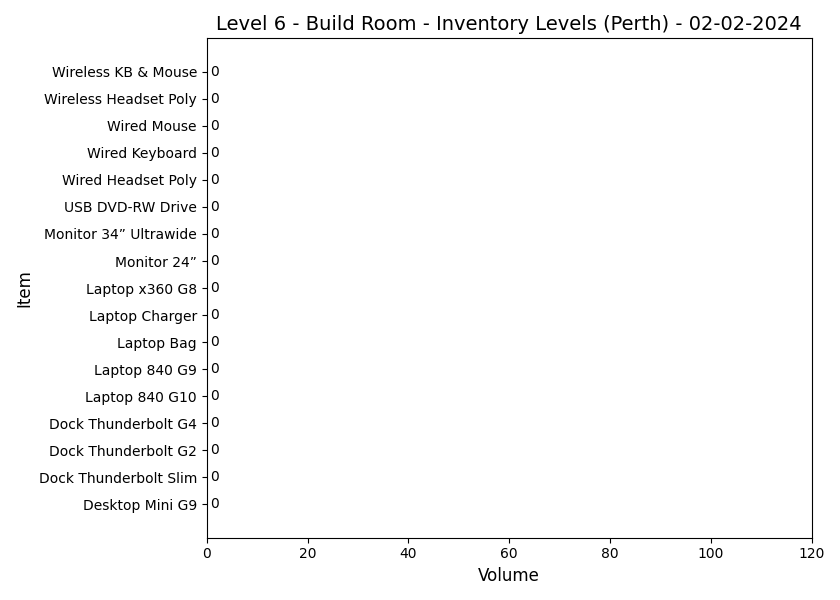 Level 6 - Build Room - Inventory Levels (Perth) - 02-02-2024
Wireless KB & Mouse 0
Wireless Headset Poly 0
Wired Mouse 0
Wired Keyboard 0
Wired Headset Poly 0
USB DVD-RW Drive 0
Monitor 34” Ultrawide 0
Monitor 24” 0
Laptop x360 G8 0
Laptop Charger 0
Laptop Bag 0
Laptop 840 G9 0
Laptop 840 G10 0
Dock Thunderbolt G4 0
Dock Thunderbolt G2 0
Dock Thunderbolt Slim 0
Desktop Mini G9 0
Item
0 20 40 60 80 100 120
Volume